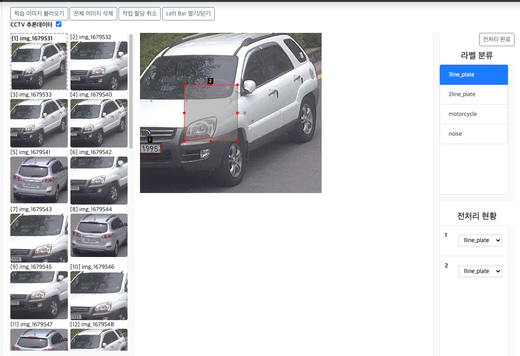 학습 이미지 불러오기
전체 이미지 삭제
작업 할당 취소
Left Bar 열기/닫기
CCTV 추론데이터
전처리 완료
[1] img_1679531
[2] img_1679532
[3] img_1679533
[4] img_1679540
[5] img_1679541
[6] img_1679542
[7] img_1679543
[8] img_1679544
[9] img_1679545
[10] img_1679546
[11] img_1679547
[12] img_1679548
2
1995
라벨 분류
1line_plate
2line_plate
motorcycle
noise
전처리 현황
1
1line_plate
2
1line_plate